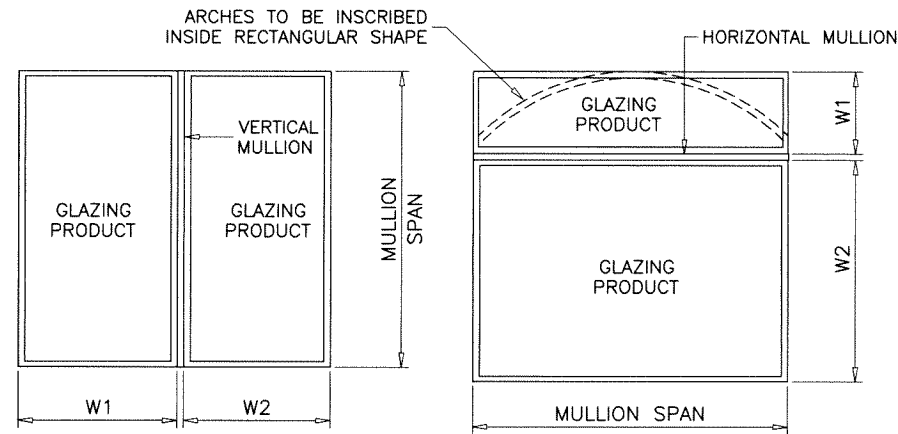 ARCHES TO BE INSCRIBED
INSIDE RECTANGULAR SHAPE
HORIZONTAL MULLION
VERTICAL
MULLION
GLAZING
PRODUCT
GLAZING
PRODUCT
MULLION
SPAN
W1
W2
GLAZING
PRODUCT
W1
GLAZING
PRODUCT
W2
MULLION SPAN